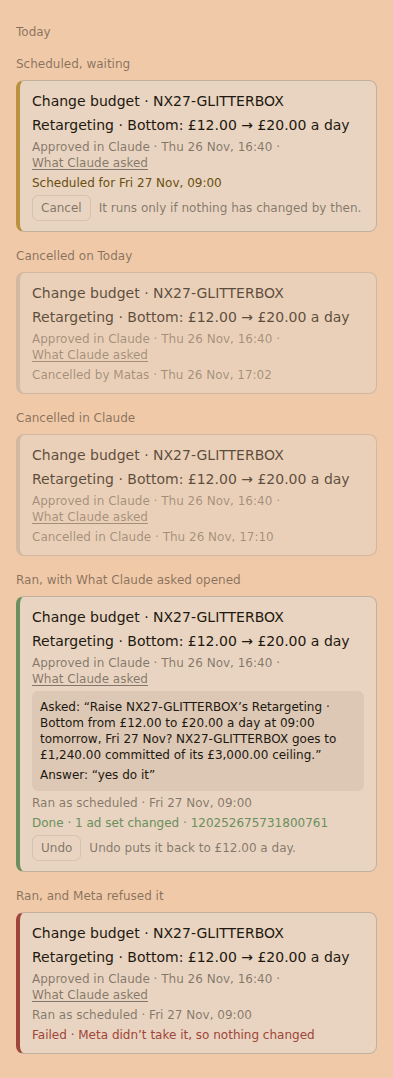 Today
Scheduled, waiting
Change budget · NX27-GLITTERBOX
Retargeting · Bottom: £12.00 → £20.00 a day
Approved in Claude · Thu 26 Nov, 16:40 ·
What Claude asked
Scheduled for Fri 27 Nov, 09:00
Cancel It runs only if nothing has changed by then.
Cancelled on Today
Change budget · NX27-GLITTERBOX
Retargeting · Bottom: £12.00 → £20.00 a day
Approved in Claude · Thu 26 Nov, 16:40 ·
What Claude asked
Cancelled by Matas · Thu 26 Nov, 17:02
Cancelled in Claude
Change budget · NX27-GLITTERBOX
Retargeting · Bottom: £12.00 → £20.00 a day
Approved in Claude · Thu 26 Nov, 16:40 ·
What Claude asked
Cancelled in Claude · Thu 26 Nov, 17:10
Ran, with What Claude asked opened
Change budget · NX27-GLITTERBOX
Retargeting · Bottom: £12.00 → £20.00 a day
Approved in Claude · Thu 26 Nov, 16:40 ·
What Claude asked
Asked: “Raise NX27-GLITTERBOX’s Retargeting ·
Bottom from £12.00 to £20.00 a day at 09:00
tomorrow, Fri 27 Nov? NX27-GLITTERBOX goes to
£1,240.00 committed of its £3,000.00 ceiling.”
Answer: “yes do it”
Ran as scheduled · Fri 27 Nov, 09:00
Done · 1 ad set changed · 120252675731800761
Undo Undo puts it back to £12.00 a day.
Ran, and Meta refused it
Change budget · NX27-GLITTERBOX
Retargeting · Bottom: £12.00 → £20.00 a day
Approved in Claude · Thu 26 Nov, 16:40 ·
What Claude asked
Ran as scheduled · Fri 27 Nov, 09:00
Failed · Meta didn’t take it, so nothing changed